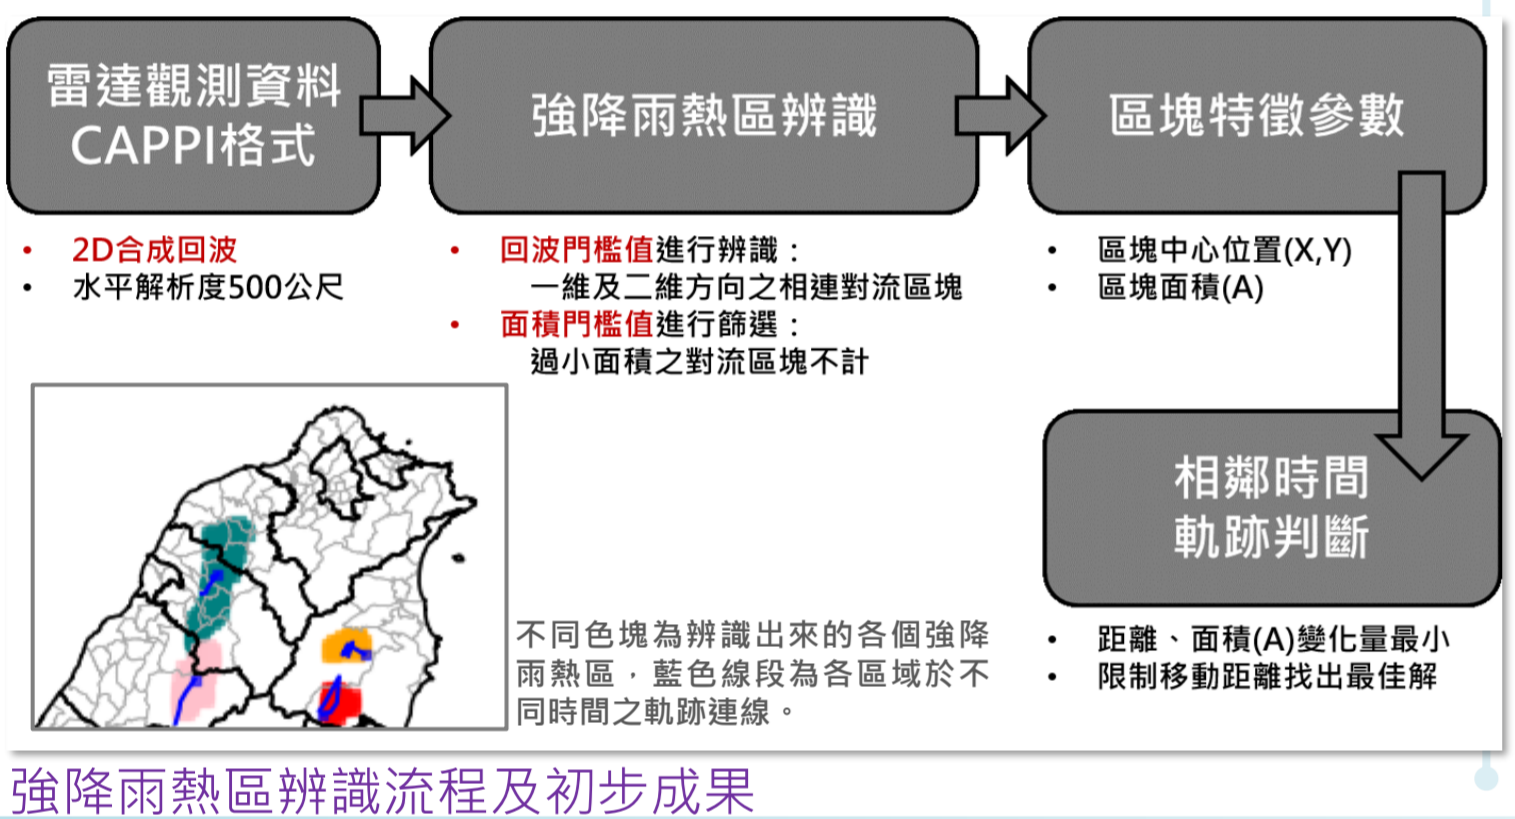 雷達觀測資料
CAPPI格式
強降雨熱區辨識
區塊特徵參數
• 2D合成回波
• 水平解析度500公尺
• 回波門檻值進行辨識：
一維及二維方向之相連對流區塊
• 面積門檻值進行篩選：
過小面積之對流區塊不計
• 區塊中心位置(X,Y)
• 區塊面積(A)
相鄰時間
軌跡判斷
• 距離、面積(A)變化量最小
• 限制移動距離找出最佳解
不同色塊為辨識出來的各個強降
雨熱區，藍色線段為各區域於不
同時間之軌跡連線。
強降雨熱區辨識流程及初步成果